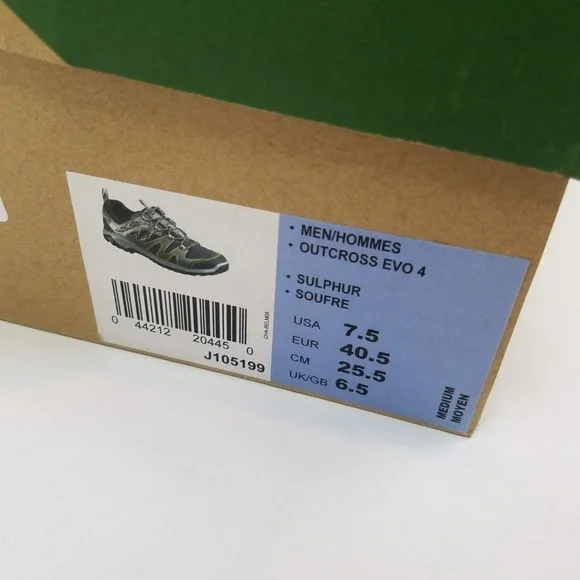 0 44212 20445 0
J105199
• MEN/HOMMES
• OUTCROSS EVO 4
• SULPHUR
• SOUFRE
USA 7.5
EUR 40.5
CM 25.5
UK/GB 6.5
MEDIUM
MOYEN